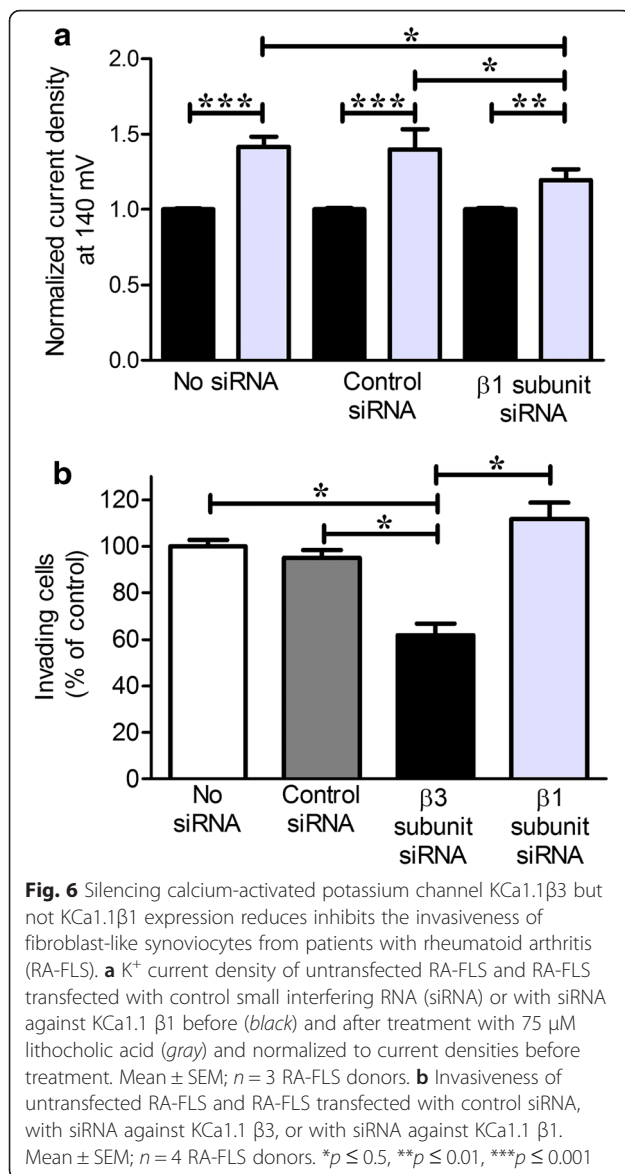 a
*
*
*** *** **
2.0
1.5
1.0
0.5
0.0
Normalized current density
at 140 mV
No siRNA Control
siRNA β1 subunit
siRNA
b
*
*
*
120
100
80
60
40
20
0
Invading cells
(% of control)
No
siRNA
Control
siRNA
β3
subunit
siRNA
β1
subunit
siRNA
Fig. 6 Silencing calcium-activated potassium channel KCa1.1β3 but
not KCa1.1β1 expression reduces inhibits the invasiveness of
fibroblast-like synoviocytes from patients with rheumatoid arthritis
(RA-FLS). a K⁺ current density of untransfected RA-FLS and RA-FLS
transfected with control small interfering RNA (siRNA) or with siRNA
against KCa1.1 β1 before (black) and after treatment with 75 μM
lithocholic acid (gray) and normalized to current densities before
treatment. Mean ± SEM; n = 3 RA-FLS donors. b Invasiveness of
untransfected RA-FLS and RA-FLS transfected with control siRNA,
with siRNA against KCa1.1 β3, or with siRNA against KCa1.1 β1.
Mean ± SEM; n = 4 RA-FLS donors. *p ≤ 0.5, **p ≤ 0.01, ***p ≤ 0.001